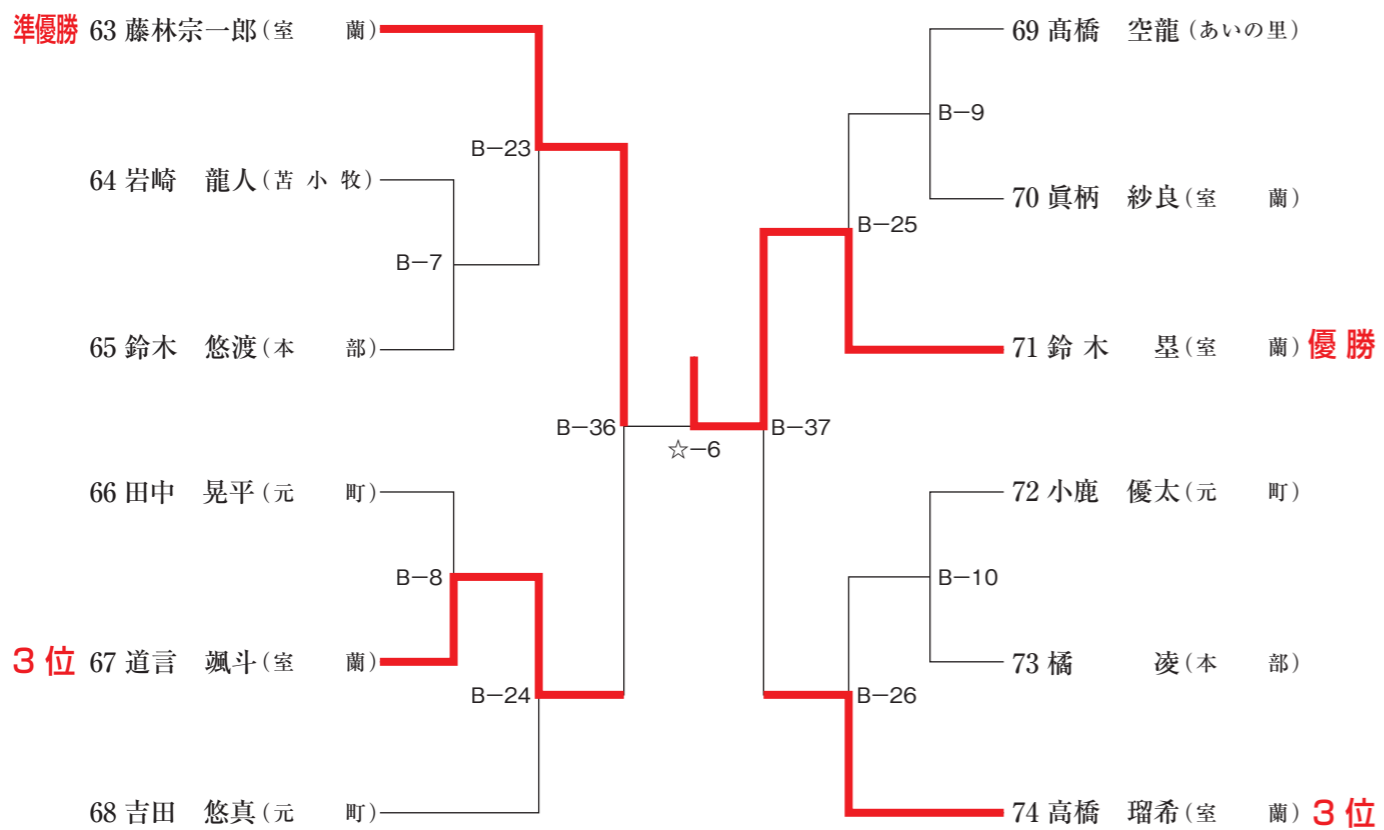 準優勝 63 藤林宗一郎(室 蘭)
B−23
64 岩崎 龍人(苫小牧)
B−7
65 鈴木 悠渡(本 部)
B−36
66 田中 晃平(元 町)
B−8
3位 67 道言 颯斗(室 蘭)
B−24
68 吉田 悠真(元 町)
☆−6
69 髙橋 空龍(あいの里)
B−9
70 眞柄 紗良(室 蘭)
B−25
71 鈴木 塁(室 蘭) 優勝
B−37
72 小鹿 優太(元 町)
B−10
73 橘 凌(本 部)
B−26
74 高橋 瑠希(室 蘭) 3位